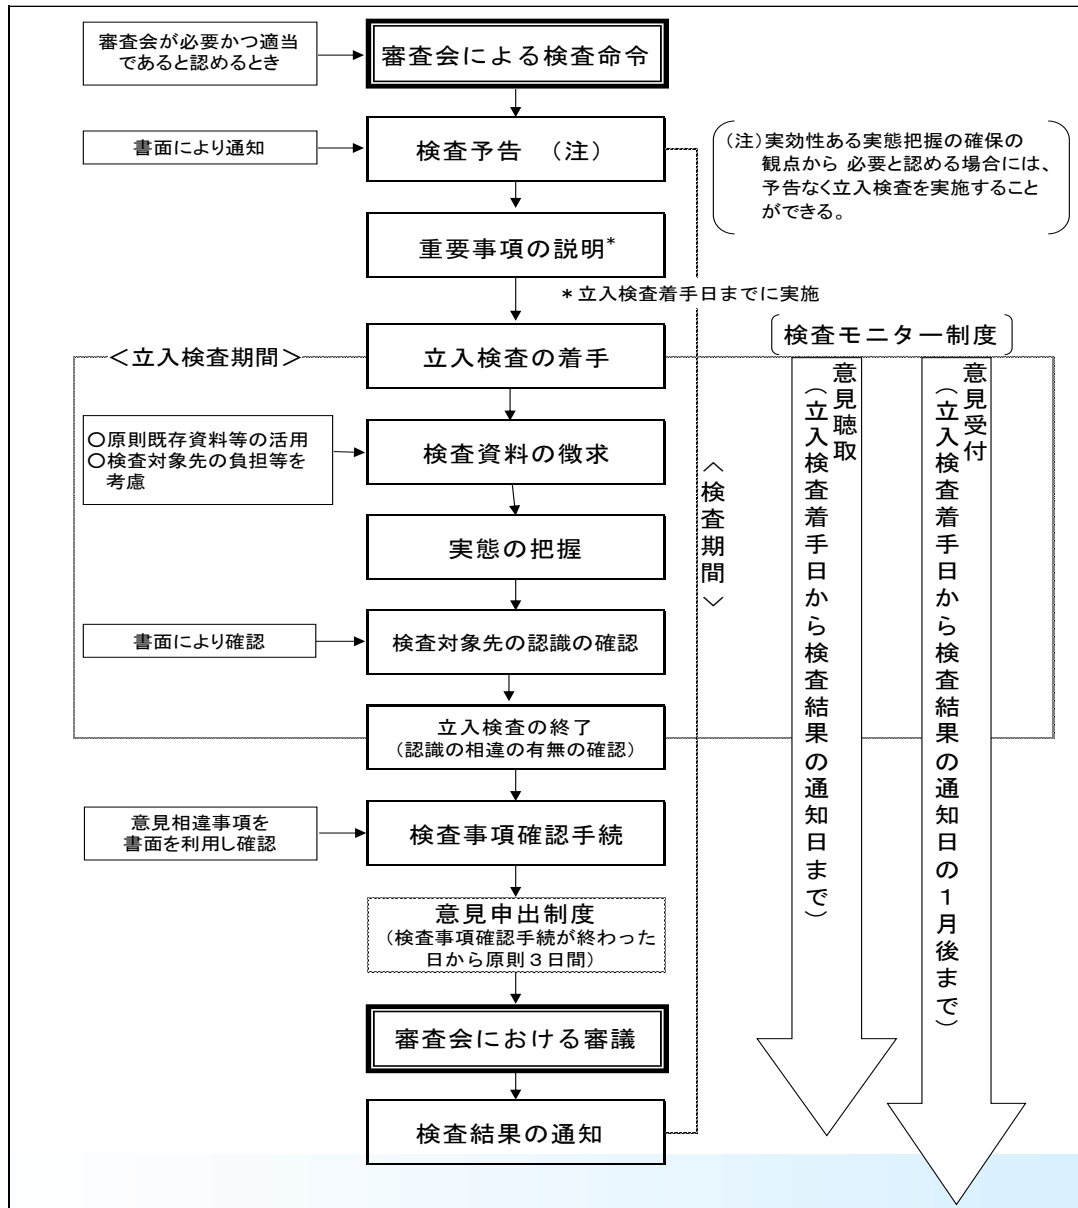 審査会が必要かつ適当
であると認めるとき
審査会による検査命令
書面により通知
検査予告 (注)
(注)実効性ある実態把握の確保の
観点から 必要と認める場合には、
予告なく立入検査を実施すること
ができる。
重要事項の説明*
*立入検査着手日までに実施
検査モニター制度
<立入検査期間>
立入検査の着手
○原則既存資料等の活用
○検査対象先の負担等を
考慮
検査資料の徴求
実態の把握
書面により確認
検査対象先の認識の確認
立入検査の終了
(認識の相違の有無の確認)
意見相違事項を
書面を利用し確認
検査事項確認手続
意見申出制度
(検査事項確認手続が終わった
日から原則3日間)
審査会における審議
検査結果の通知
<検査期間>
意見聴取
(立入検査着手日から検査結果の通知日まで)
意見受付
(立入検査着手日から検査結果の通知日の1月後まで)